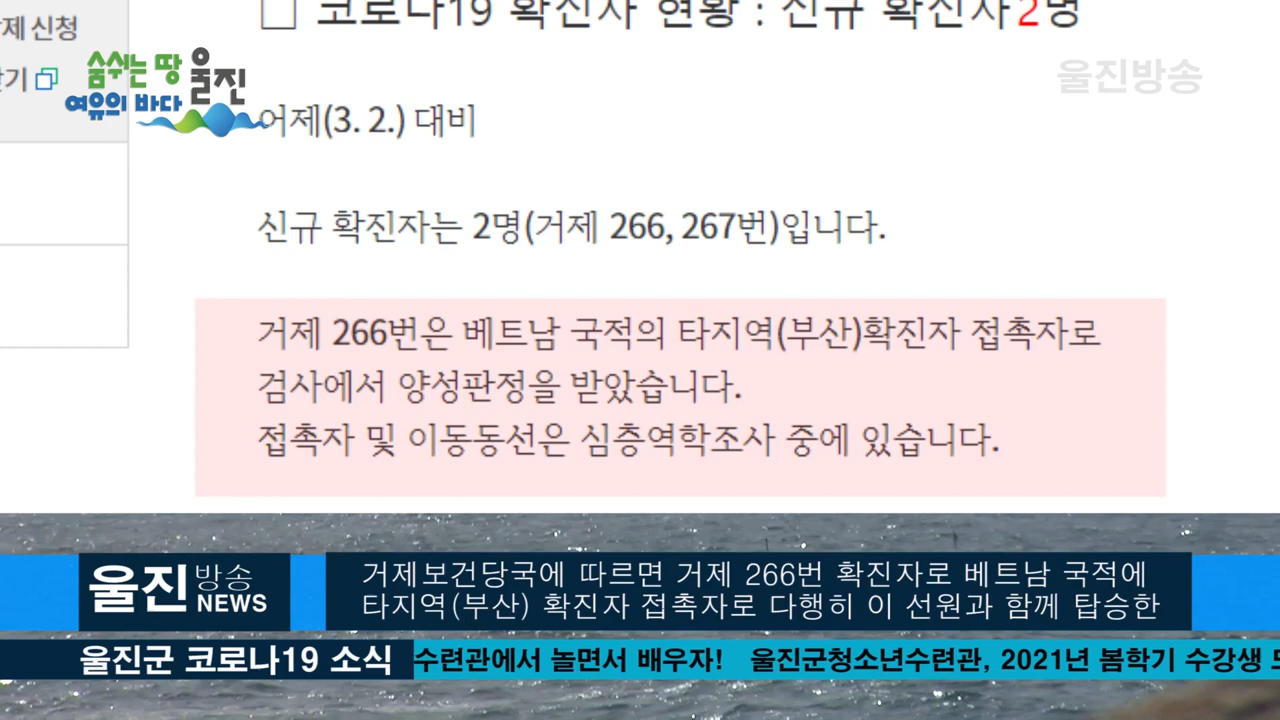 제 신청
□ 코로나19 확진자 현황 : 신규 확진자 2명
기
숨쉬는 땅
여유의 바다
울진
울진방송
어제(3. 2.) 대비
신규 확진자는 2명(거제 266, 267번)입니다.
거제 266번은 베트남 국적의 타지역(부산)확진자 접촉자로
검사에서 양성판정을 받았습니다.
접촉자 및 이동동선은 심층역학조사 중에 있습니다.
울진 방송
NEWS
거제보건당국에 따르면 거제 266번 확진자로 베트남 국적에
타지역(부산) 확진자 접촉자로 다행히 이 선원과 함께 탑승한
울진군 코로나19 소식
수련관에서 놀면서 배우자! 울진군청소년수련관, 2021년 봄학기 수강생